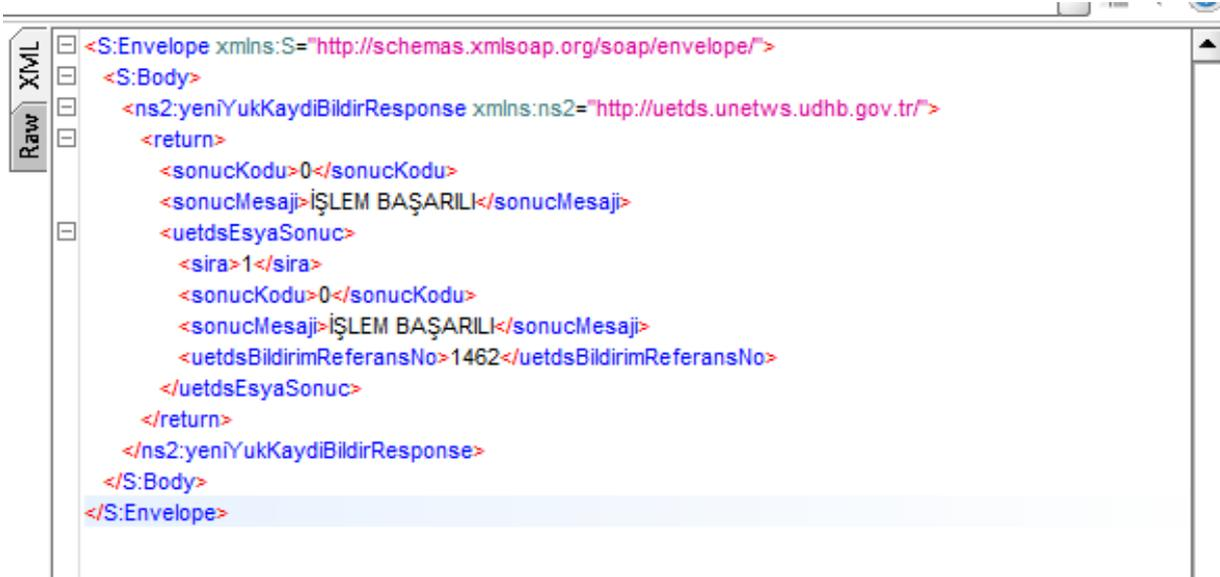 XML
Raw
<S:Envelope xmlns:S="http://schemas.xmlsoap.org/soap/envelope/">
<S:Body>
<ns2:yeniYukKaydiBildirResponse xmlns:ns2="http://uetds.unetws.udhb.gov.tr/">
<return>
<sonucKodu>0</sonucKodu>
<sonucMesaji>İŞLEM BAŞARILI</sonucMesaji>
<uetdsEsyaSonuc>
<sira>1</sira>
<sonucKodu>0</sonucKodu>
<sonucMesaji>İŞLEM BAŞARILI</sonucMesaji>
<uetdsBildirimReferansNo>1462</uetdsBildirimReferansNo>
</uetdsEsyaSonuc>
</return>
</ns2:yeniYukKaydiBildirResponse>
</S:Body>
</S:Envelope>